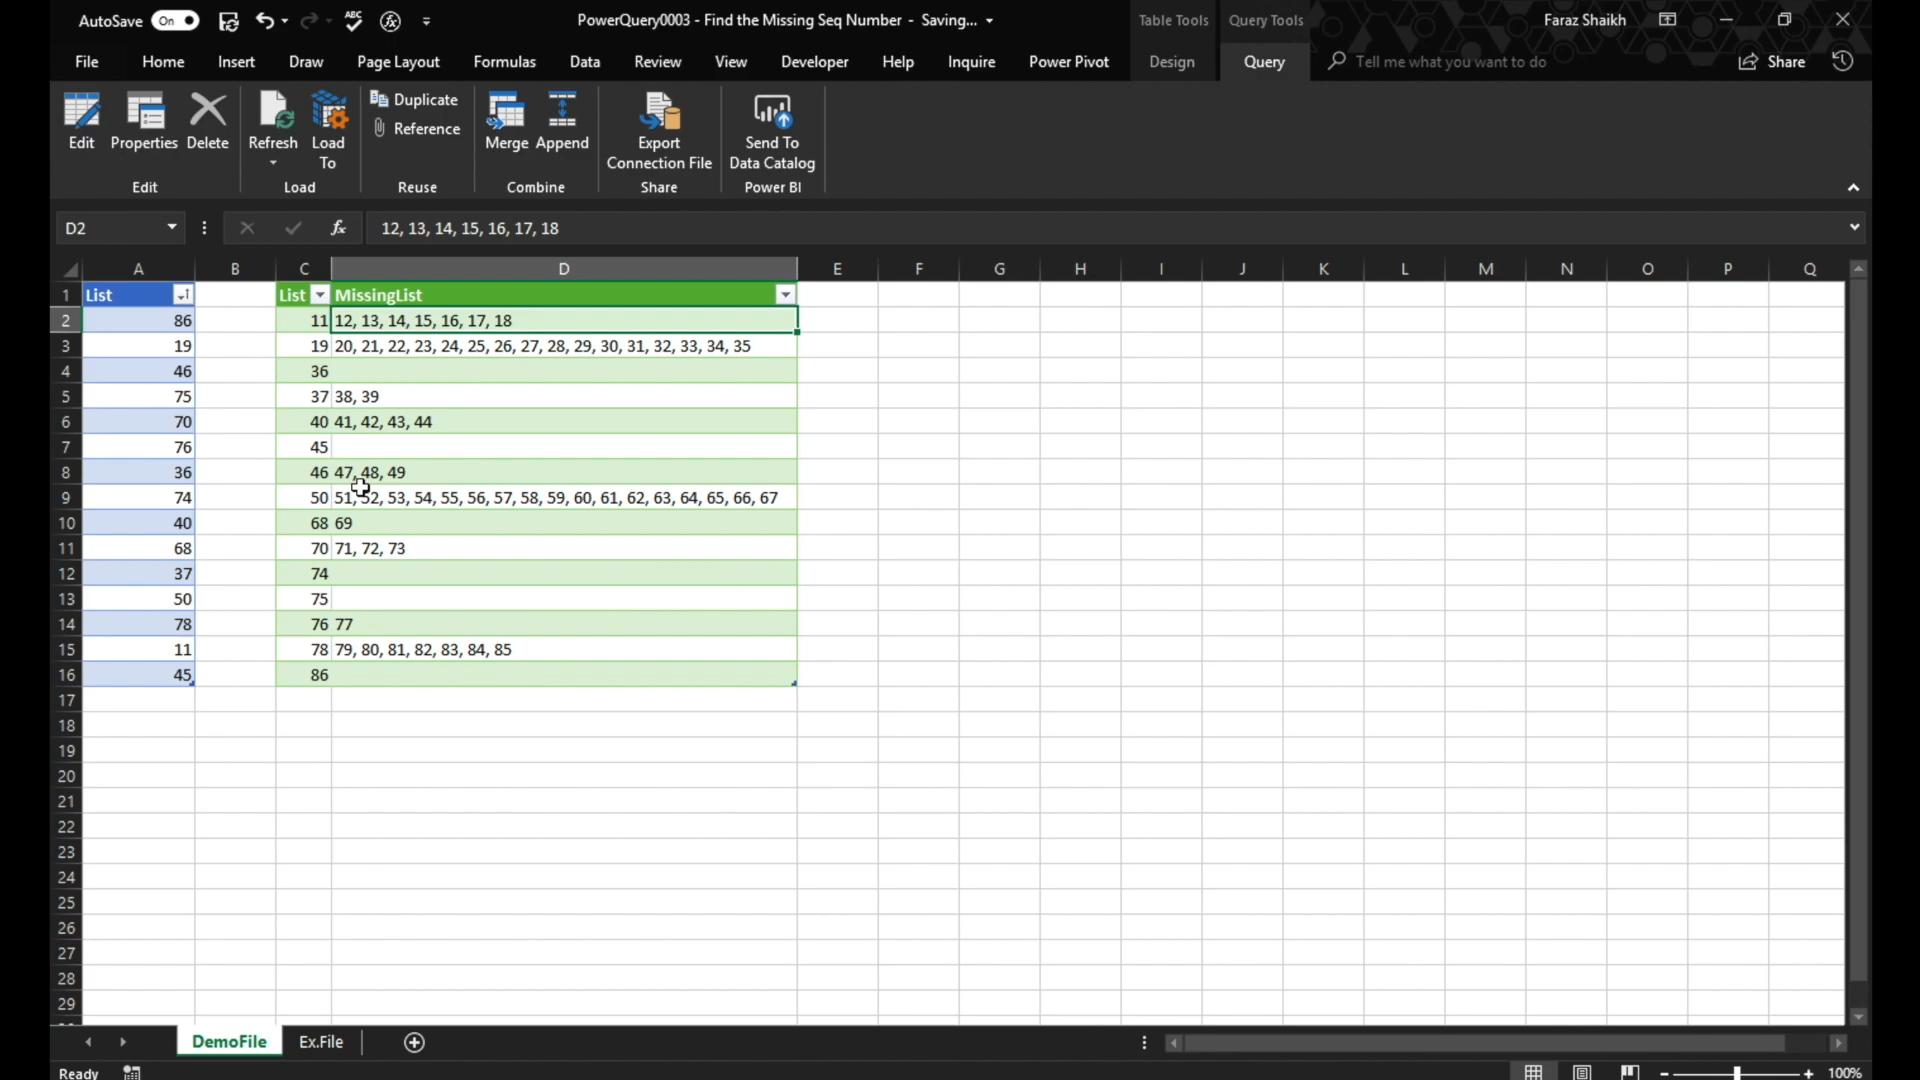 AutoSave On PowerQuery0003 - Find the Missing Seq Number - Saving... Table Tools Query Tools Faraz Shaikh
File Home Insert Draw Page Layout Formulas Data Review View Developer Help Inquire Power Pivot Design Query Tell me what you want to do Share
Edit Properties Delete Refresh Load To Duplicate Reference Merge Append Export Connection File Send To Data Catalog
Edit Load Reuse Combine Share Power BI
D2 fx 12, 13, 14, 15, 16, 17, 18
A B C D E F G H I J K L M N O P Q
1 List List MissingList
2 86 11 12, 13, 14, 15, 16, 17, 18
3 19 19 20, 21, 22, 23, 24, 25, 26, 27, 28, 29, 30, 31, 32, 33, 34, 35
4 46 36
5 75 37 38, 39
6 70 40 41, 42, 43, 44
7 76 45
8 36 46 47, 48, 49
9 74 50 51, 52, 53, 54, 55, 56, 57, 58, 59, 60, 61, 62, 63, 64, 65, 66, 67
10 40 68 69
11 68 70 71, 72, 73
12 37 74
13 50 75
14 78 76 77
15 11 78 79, 80, 81, 82, 83, 84, 85
16 45 86
17
18
19
20
21
22
23
24
25
26
27
28
29
DemoFile Ex.File
Ready 100%